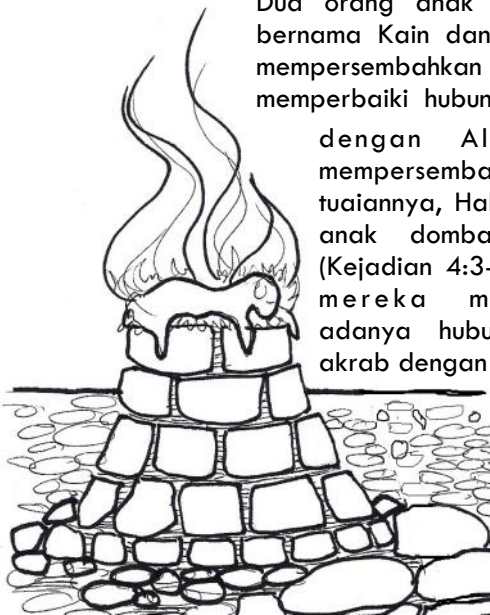 Dua orang anak
bernama Kain dan
mempersembahkan
memperbaiki hubun
dengan Al
mempersemba
tuaiannya, Hal
anak domba
(Kejadian 4:3-
mereka m
adanya hubu
akrab dengan